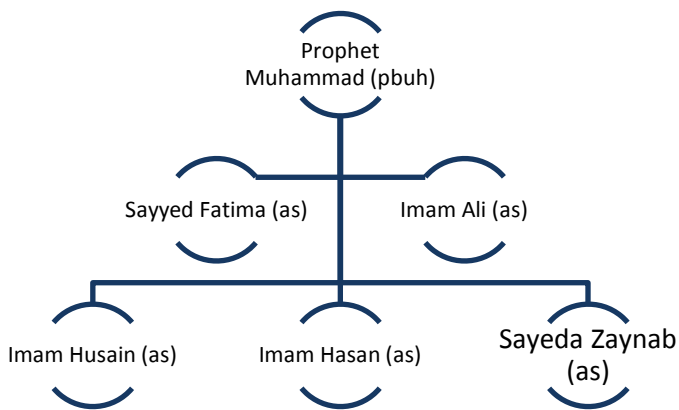 Prophet
Muhammad (pbuh)
Sayyed Fatima (as)
Imam Ali (as)
Imam Husain (as)
Imam Hasan (as)
Sayeda Zaynab
(as)